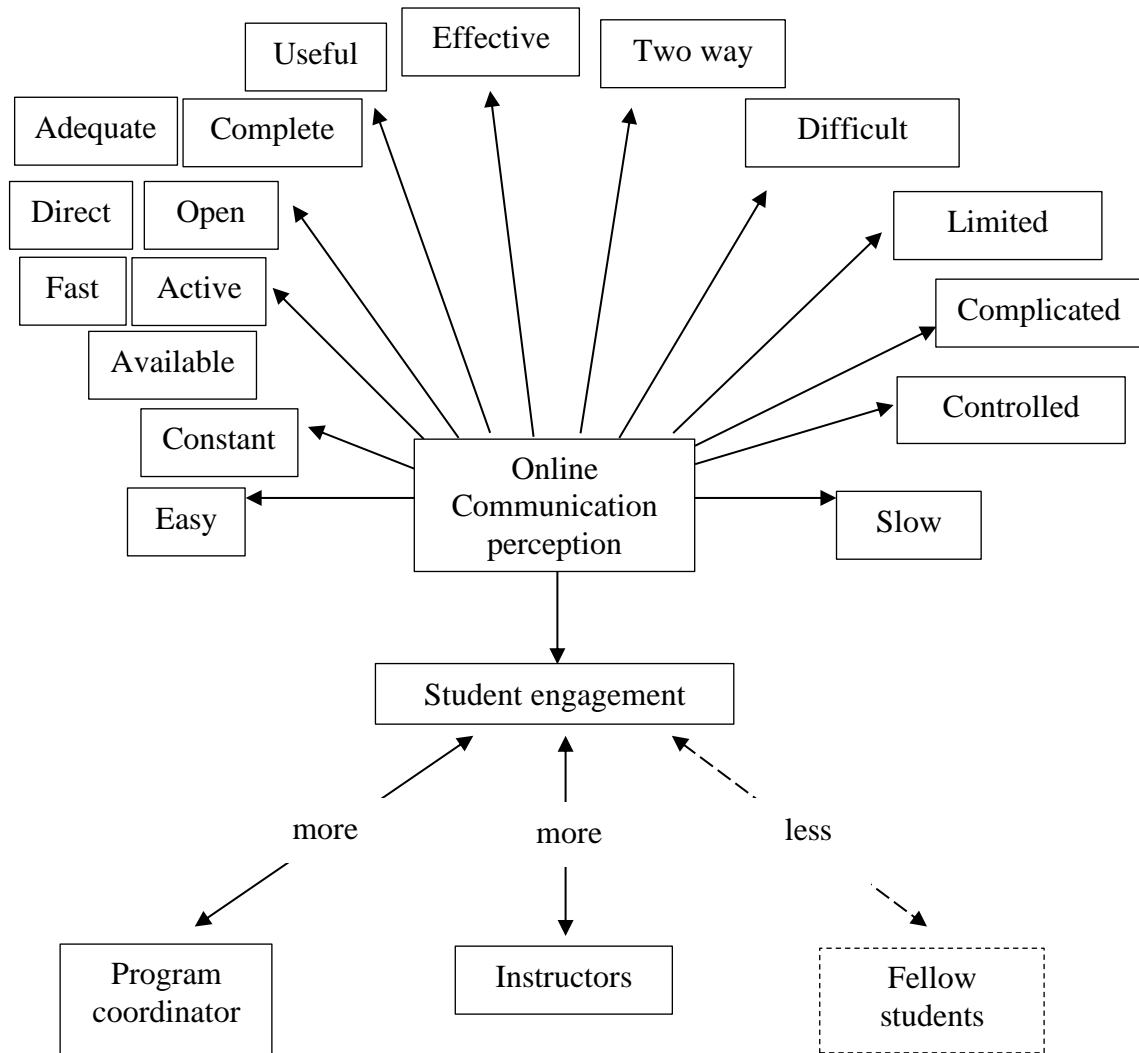 Useful
Effective
Two way
Adequate
Complete
Difficult
Direct
Open
Limited
Fast
Active
Complicated
Available
Controlled
Constant
Online
Communication
perception
Easy
Slow
Student engagement
more
more
less
Program
coordinator
Instructors
Fellow
students